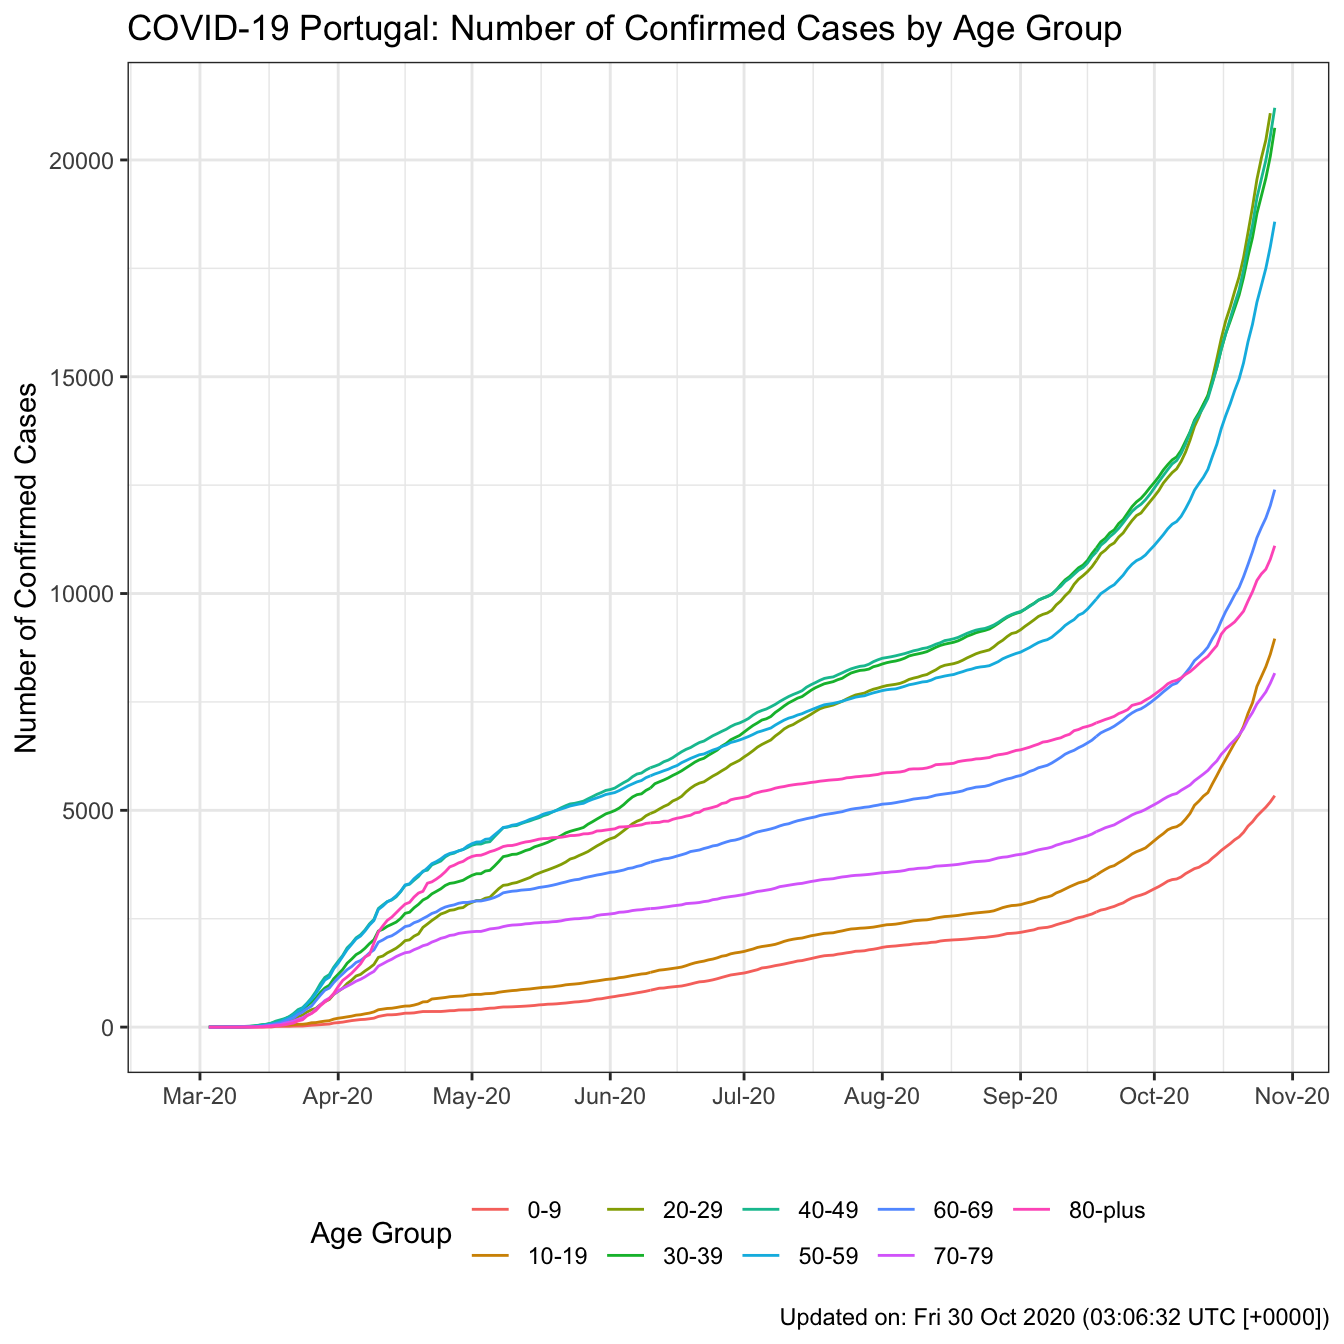 COVID-19 Portugal: Number of Confirmed Cases by Age Group
Number of Confirmed Cases
20000
15000
10000
5000
0
Mar-20 Apr-20 May-20 Jun-20 Jul-20 Aug-20 Sep-20 Oct-20 Nov-20
Age Group
0-9 20-29 40-49 60-69 80-plus
10-19 30-39 50-59 70-79
Updated on: Fri 30 Oct 2020 (03:06:32 UTC [+0000])